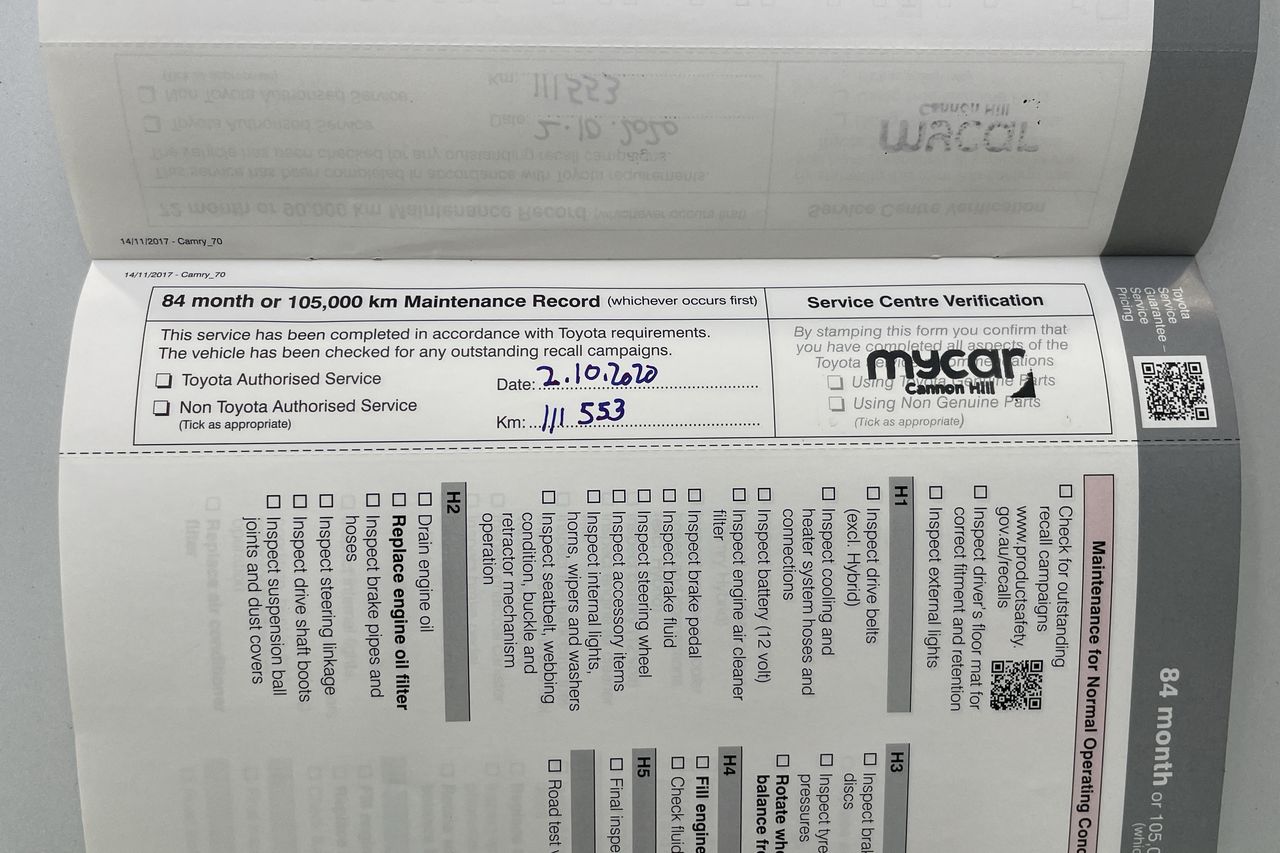 14/11/2017 - Camry_70
14/11/2017 - Camry_70
84 month or 105,000 km Maintenance Record (whichever occurs first)
This service has been completed in accordance with Toyota requirements.
The vehicle has been checked for any outstanding recall campaigns.
☐ Toyota Authorised Service
☐ Non Toyota Authorised Service
(Tick as appropriate)
Date: 2.10.2020
Km: 111 553
Service Centre Verification
By stamping this form you confirm that
you have completed all aspects of the
Toyota
☐ Using Toyota Genuine Parts
☐ Using Non Genuine Parts
(Tick as appropriate)
mycar
Cannon Hill
Toyota
Service
Guarantee –
Service
Pricing
84 month or 105,0
Maintenance for Normal Operating Conc
☐ Check for outstanding
recall campaigns
www.productsafety.
gov.au/recalls
☐ Inspect driver's floor mat for
correct fitment and retention
☐ Inspect external lights
H1
☐ Inspect drive belts
(excl. Hybrid)
☐ Inspect cooling and
heater system hoses and
connections
☐ Inspect battery (12 volt)
☐ Inspect engine air cleaner
filter
☐ Inspect brake pedal
☐ Inspect brake fluid
☐ Inspect steering wheel
☐ Inspect accessory items
☐ Inspect internal lights,
horns, wipers and washers
☐ Inspect seatbelt, webbing
condition, buckle and
retractor mechanism
operation
H2
☐ Drain engine oil
☐ Replace engine oil filter
☐ Inspect brake pipes and
hoses
☐ Inspect steering linkage
☐ Inspect drive shaft boots
☐ Inspect suspension ball
joints and dust covers
H3
☐ Inspect brak
discs
☐ Inspect tyre
pressures
☐ Rotate whe
balance fr
H4
☐ Fill engine
☐ Check fluid
H5
☐ Final inspe
☐ Road test